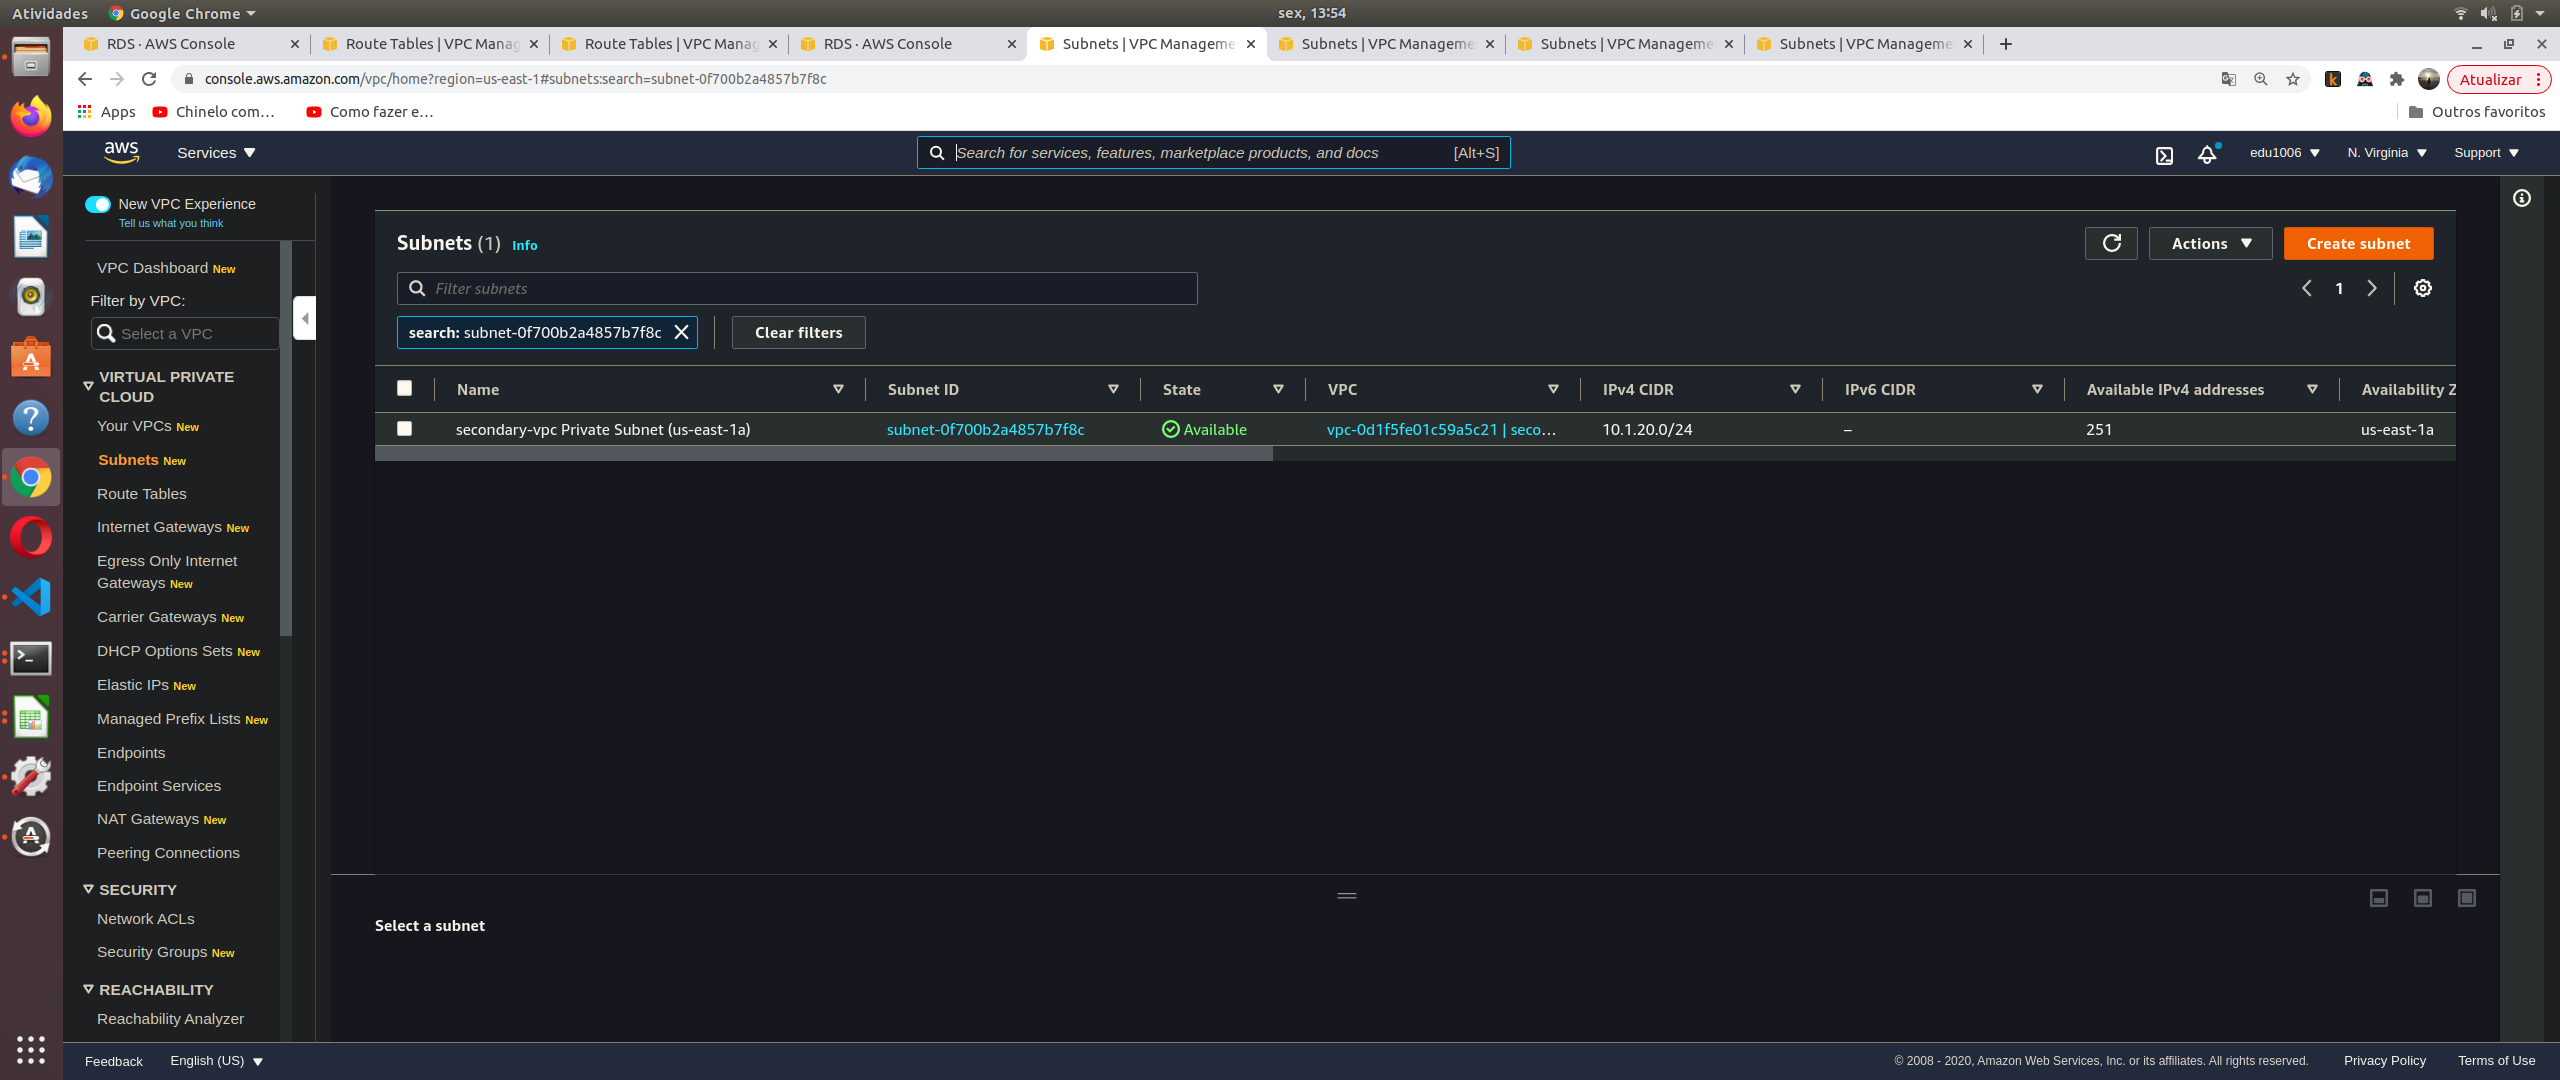 Atividades
Google Chrome
sex, 13:54
RDS · AWS Console
Route Tables | VPC Manag
Route Tables | VPC Manag
RDS · AWS Console
Subnets | VPC Manageme
Subnets | VPC Manageme
Subnets | VPC Manageme
Subnets | VPC Manageme
console.aws.amazon.com/vpc/home?region=us-east-1#subnets:search=subnet-0f700b2a4857b7f8c
Atualizar
Apps
Chinelo com…
Como fazer e…
Outros favoritos
aws
Services
Search for services, features, marketplace products, and docs
[Alt+S]
edu1006
N. Virginia
Support
New VPC Experience
Tell us what you think
VPC Dashboard New
Filter by VPC:
Select a VPC
VIRTUAL PRIVATE
CLOUD
Your VPCs New
Subnets New
Route Tables
Internet Gateways New
Egress Only Internet
Gateways New
Carrier Gateways New
DHCP Options Sets New
Elastic IPs New
Managed Prefix Lists New
Endpoints
Endpoint Services
NAT Gateways New
Peering Connections
SECURITY
Network ACLs
Security Groups New
REACHABILITY
Reachability Analyzer
Subnets (1) Info
Actions
Create subnet
Filter subnets
1
search: subnet-0f700b2a4857b7f8c
Clear filters
Name
Subnet ID
State
VPC
IPv4 CIDR
IPv6 CIDR
Available IPv4 addresses
Availability Z
secondary-vpc Private Subnet (us-east-1a)
subnet-0f700b2a4857b7f8c
Available
vpc-0d1f5fe01c59a5c21 | seco…
10.1.20.0/24
–
251
us-east-1a
Select a subnet
Feedback
English (US)
© 2008 - 2020, Amazon Web Services, Inc. or its affiliates. All rights reserved.
Privacy Policy
Terms of Use